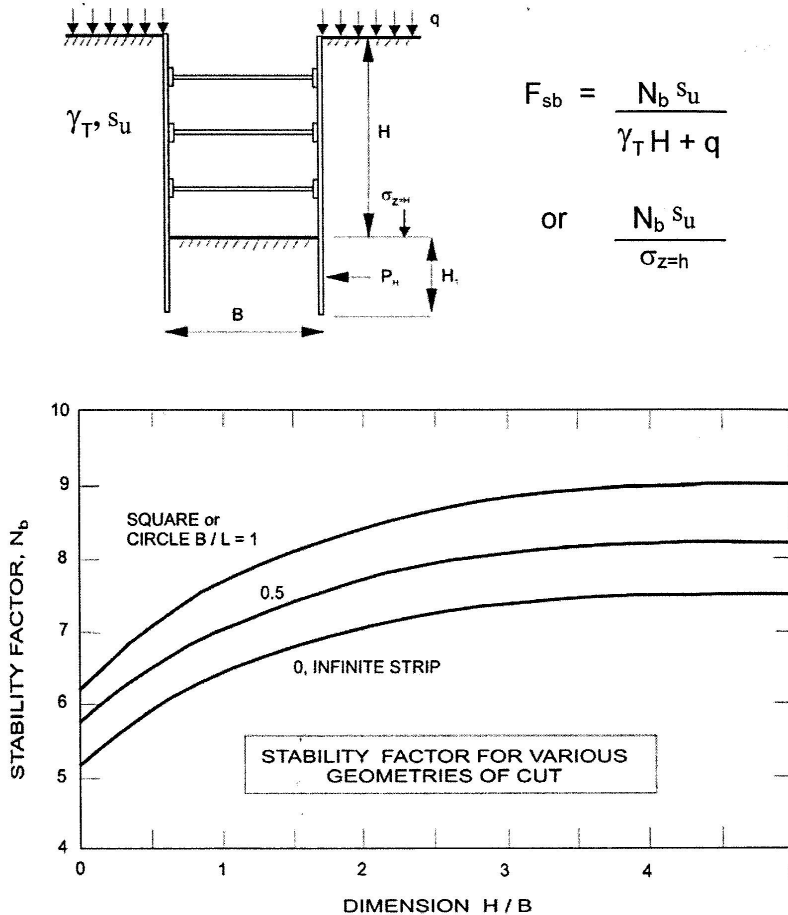 q
γT, su
H
σz=H
PH
H1
B
Fsb = Nb su
γT H + q
or Nb su
σz=h
10
9
8
7
6
5
4
STABILITY FACTOR, Nb
SQUARE or
CIRCLE B / L = 1
0.5
0, INFINITE STRIP
STABILITY FACTOR FOR VARIOUS
GEOMETRIES OF CUT
0 1 2 3 4
DIMENSION H / B